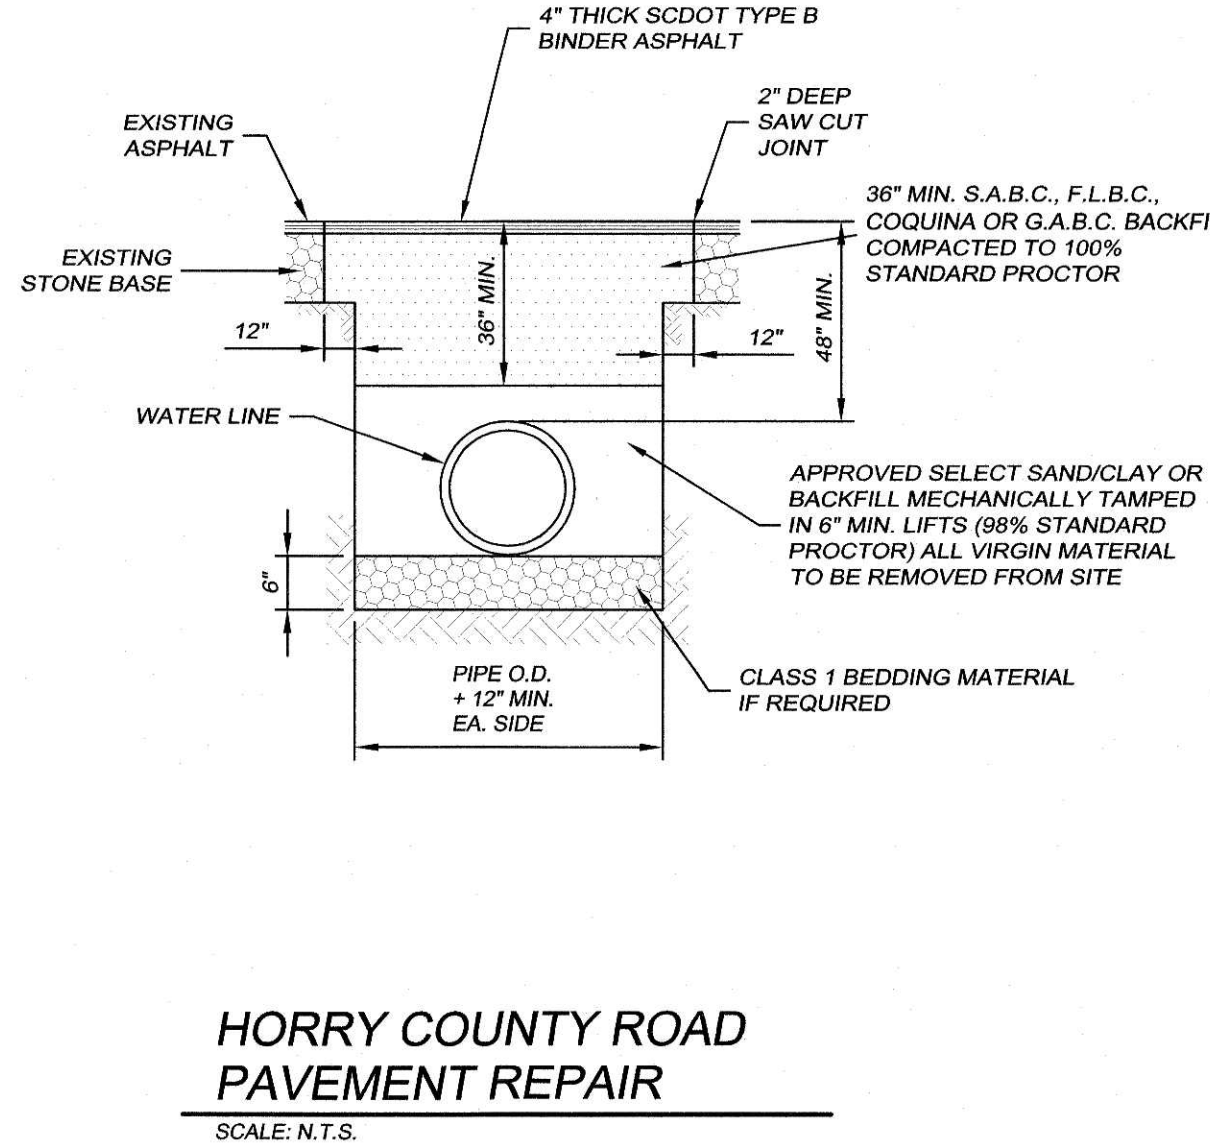 4" THICK SCDOT TYPE B
BINDER ASPHALT
2" DEEP
SAW CUT
JOINT
EXISTING
ASPHALT
36" MIN. S.A.B.C., F.L.B.C.,
COQUINA OR G.A.B.C. BACKFI
COMPACTED TO 100%
STANDARD PROCTOR
EXISTING
STONE BASE
36" MIN.
48" MIN.
12"
12"
WATER LINE
APPROVED SELECT SAND/CLAY OR
BACKFILL MECHANICALLY TAMPED
IN 6" MIN. LIFTS (98% STANDARD
PROCTOR) ALL VIRGIN MATERIAL
TO BE REMOVED FROM SITE
6"
PIPE O.D.
+ 12" MIN.
EA. SIDE
CLASS 1 BEDDING MATERIAL
IF REQUIRED
HORRY COUNTY ROAD
PAVEMENT REPAIR
SCALE: N.T.S.